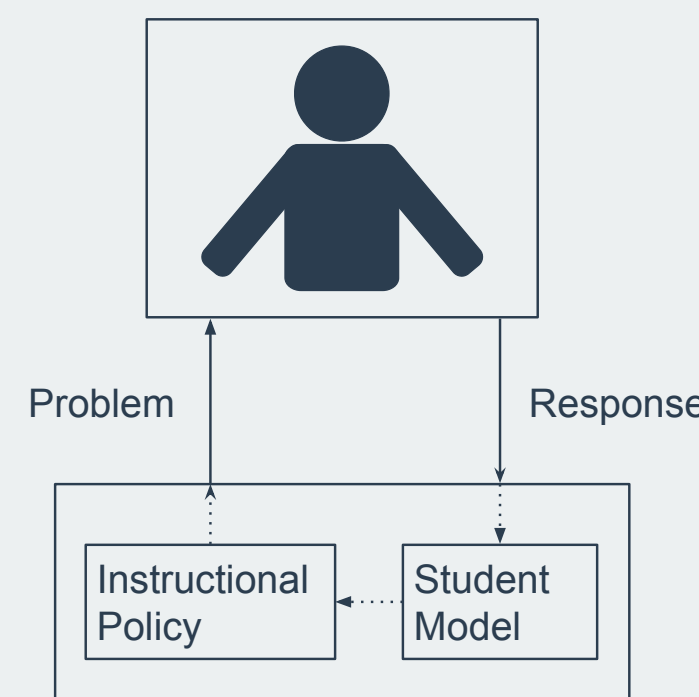 Problem
Response
Instructional
Policy
Student
Model